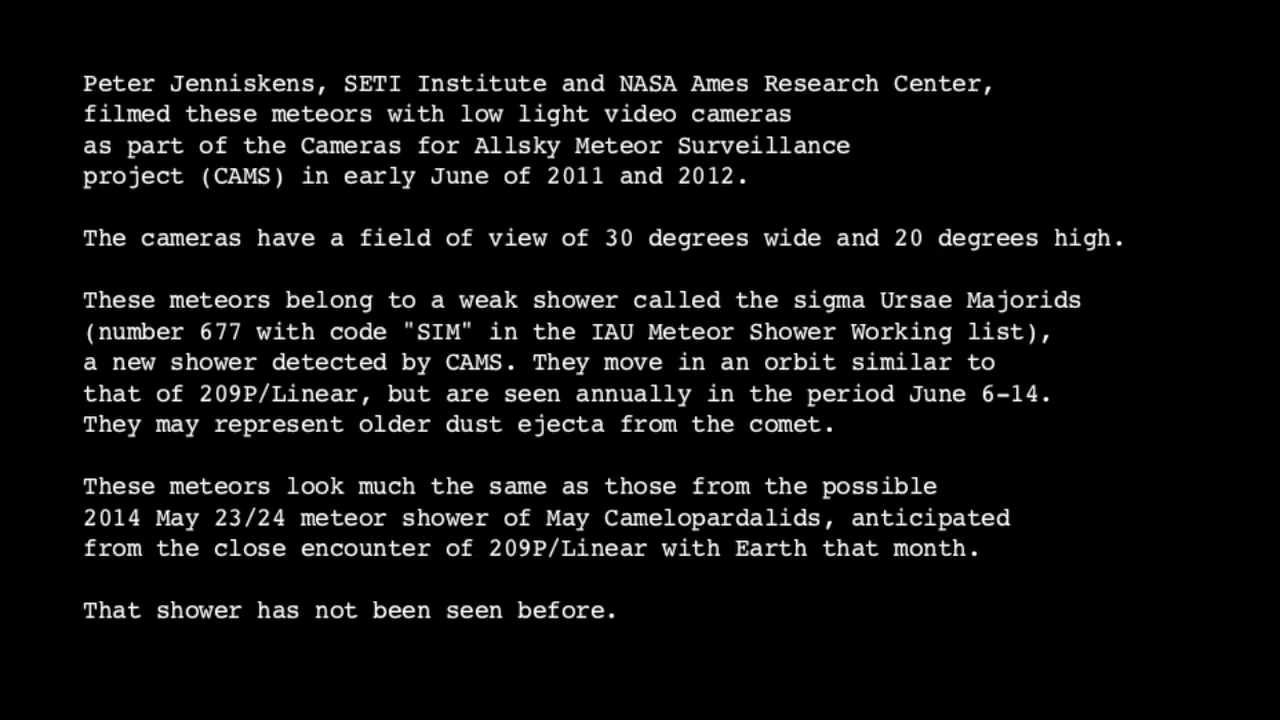 Peter Jenniskens, SETI Institute and NASA Ames Research Center,
filmed these meteors with low light video cameras
as part of the Cameras for Allsky Meteor Surveillance
project (CAMS) in early June of 2011 and 2012.
The cameras have a field of view of 30 degrees wide and 20 degrees high.
These meteors belong to a weak shower called the sigma Ursae Majorids
(number 677 with code "SIM" in the IAU Meteor Shower Working list),
a new shower detected by CAMS. They move in an orbit similar to
that of 209P/Linear, but are seen annually in the period June 6-14.
They may represent older dust ejecta from the comet.
These meteors look much the same as those from the possible
2014 May 23/24 meteor shower of May Camelopardalids, anticipated
from the close encounter of 209P/Linear with Earth that month.
That shower has not been seen before.